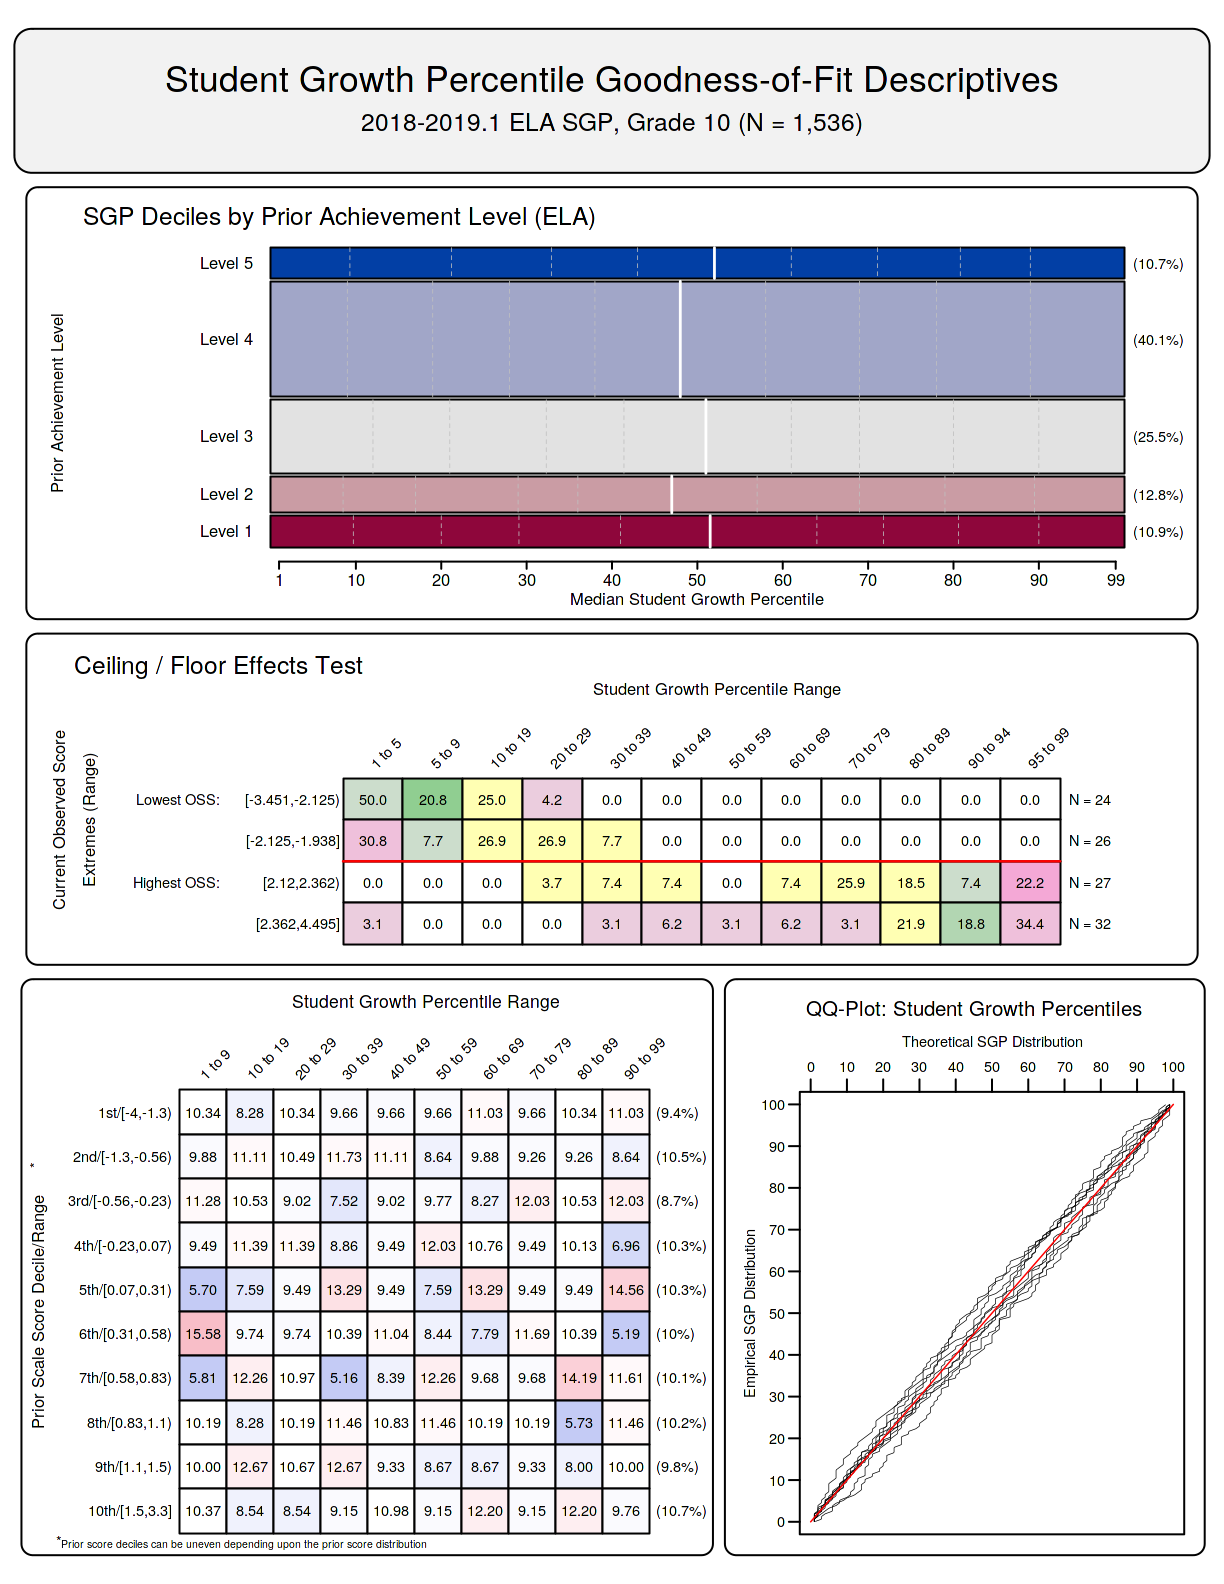 Student Growth Percentile Goodness-of-Fit Descriptives
2018-2019.1 ELA SGP, Grade 10 (N = 1,536)
SGP Deciles by Prior Achievement Level (ELA)
Prior Achievement Level
Level 5 (10.7%)
Level 4 (40.1%)
Level 3 (25.5%)
Level 2 (12.8%)
Level 1 (10.9%)
1 10 20 30 40 50 60 70 80 90 99
Median Student Growth Percentile
Ceiling / Floor Effects Test
Student Growth Percentile Range
Current Observed Score
Extremes (Range)
1 to 5 5 to 9 10 to 19 20 to 29 30 to 39 40 to 49 50 to 59 60 to 69 70 to 79 80 to 89 90 to 94 95 to 99
Lowest OSS: [-3.451,-2.125) 50.0 20.8 25.0 4.2 0.0 0.0 0.0 0.0 0.0 0.0 0.0 0.0 N = 24
[-2.125,-1.938] 30.8 7.7 26.9 26.9 7.7 0.0 0.0 0.0 0.0 0.0 0.0 0.0 N = 26
Highest OSS: [2.12,2.362) 0.0 0.0 0.0 3.7 7.4 7.4 0.0 7.4 25.9 18.5 7.4 22.2 N = 27
[2.362,4.495] 3.1 0.0 0.0 0.0 3.1 6.2 3.1 6.2 3.1 21.9 18.8 34.4 N = 32
Student Growth Percentile Range
Prior Scale Score Decile/Range *
1 to 9 10 to 19 20 to 29 30 to 39 40 to 49 50 to 59 60 to 69 70 to 79 80 to 89 90 to 99
1st/[-4,-1.3) 10.34 8.28 10.34 9.66 9.66 9.66 11.03 9.66 10.34 11.03 (9.4%)
2nd/[-1.3,-0.56) 9.88 11.11 10.49 11.73 11.11 8.64 9.88 9.26 9.26 8.64 (10.5%)
3rd/[-0.56,-0.23) 11.28 10.53 9.02 7.52 9.02 9.77 8.27 12.03 10.53 12.03 (8.7%)
4th/[-0.23,0.07) 9.49 11.39 11.39 8.86 9.49 12.03 10.76 9.49 10.13 6.96 (10.3%)
5th/[0.07,0.31) 5.70 7.59 9.49 13.29 9.49 7.59 13.29 9.49 9.49 14.56 (10.3%)
6th/[0.31,0.58) 15.58 9.74 9.74 10.39 11.04 8.44 7.79 11.69 10.39 5.19 (10%)
7th/[0.58,0.83) 5.81 12.26 10.97 5.16 8.39 12.26 9.68 9.68 14.19 11.61 (10.1%)
8th/[0.83,1.1) 10.19 8.28 10.19 11.46 10.83 11.46 10.19 10.19 5.73 11.46 (10.2%)
9th/[1.1,1.5) 10.00 12.67 10.67 12.67 9.33 8.67 8.67 9.33 8.00 10.00 (9.8%)
10th/[1.5,3.3] 10.37 8.54 8.54 9.15 10.98 9.15 12.20 9.15 12.20 9.76 (10.7%)
*Prior score deciles can be uneven depending upon the prior score distribution
QQ-Plot: Student Growth Percentiles
Theoretical SGP Distribution
0 10 20 30 40 50 60 70 80 90 100
Empirical SGP Distribution
100
90
80
70
60
50
40
30
20
10
0